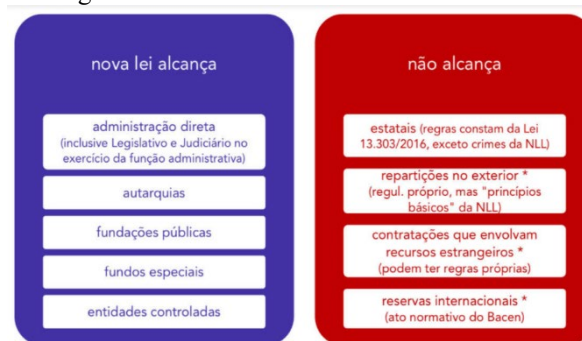 nova lei alcança
administração direta
(inclusive Legislativo e Judiciário no
exercício da função administrativa)
autarquias
fundações públicas
fundos especiais
entidades controladas
não alcança
estatais (regras constam da Lei
13.303/2016, exceto crimes da NLL)
repartições no exterior *
(regul. próprio, mas "princípios
básicos" da NLL)
contratações que envolvam
recursos estrangeiros *
(podem ter regras próprias)
reservas internacionais *
(ato normativo do Bacen)